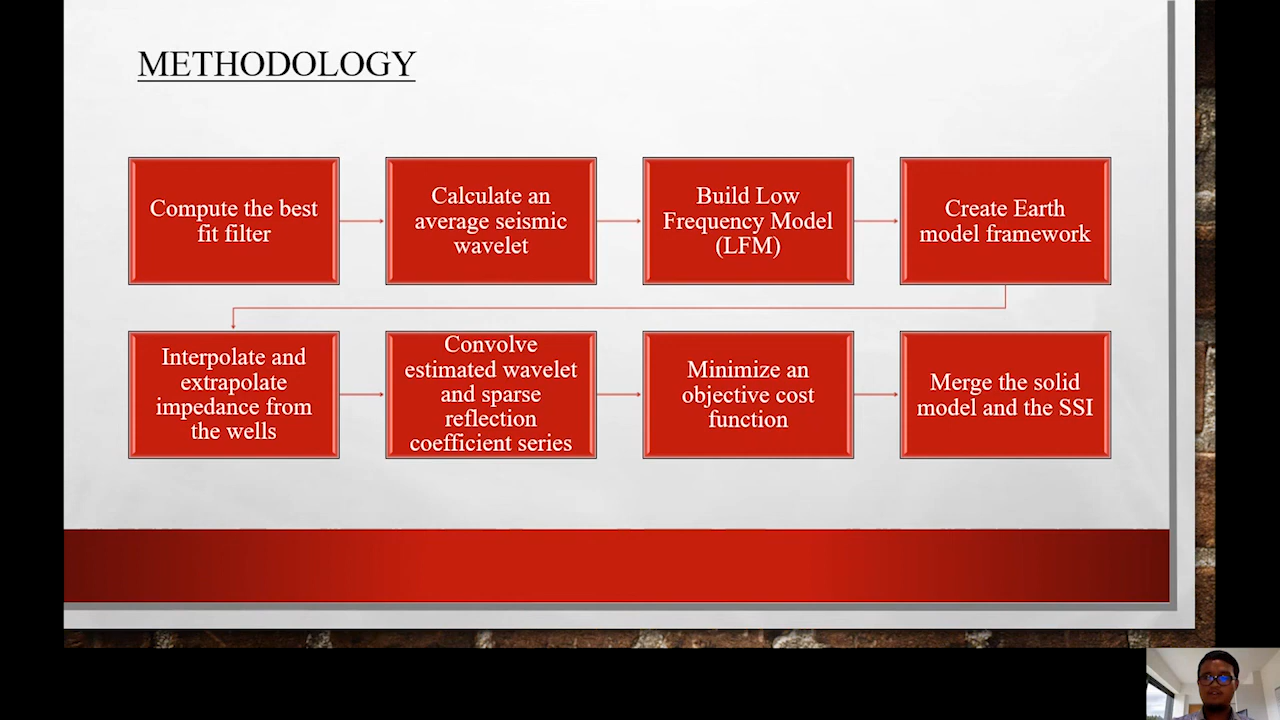 METHODOLOGY
Compute the best
fit filter
Calculate an
average seismic
wavelet
Build Low
Frequency Model
(LFM)
Create Earth
model framework
Interpolate and
extrapolate
impedance from
the wells
Convolve
estimated wavelet
and sparse
reflection
coefficient series
Minimize an
objective cost
function
Merge the solid
model and the SSI